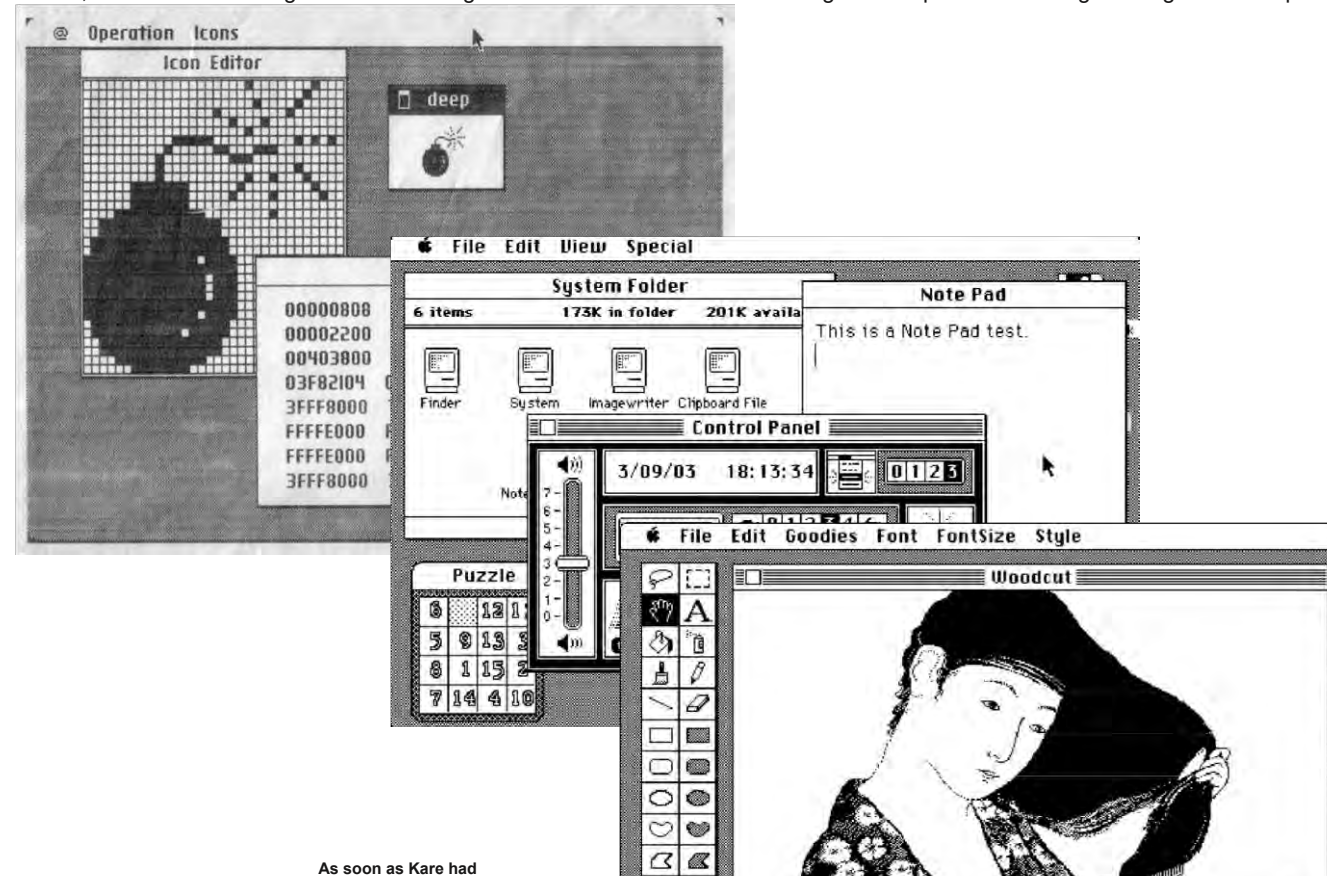 @ Operation Icons
Icon Editor
deep
00000808
00002200
00403800
03F82104
3FFF8000
FFFFE000
FFFFE000
3FFF8000
File Edit View Special
System Folder
6 items 173K in folder 201K availa
Finder System Imagewriter Clipboard File
Note
Note Pad
This is a Note Pad test.
Control Panel
3/09/03 18:13:34
0 1 2 3
7
6
5
4
3
2
1
0
Puzzle
6 12
5 9 13 3
8 1 15 2
7 14 4 10
File Edit Goodies Font FontSize Style
Woodcut
A
As soon as Kare had